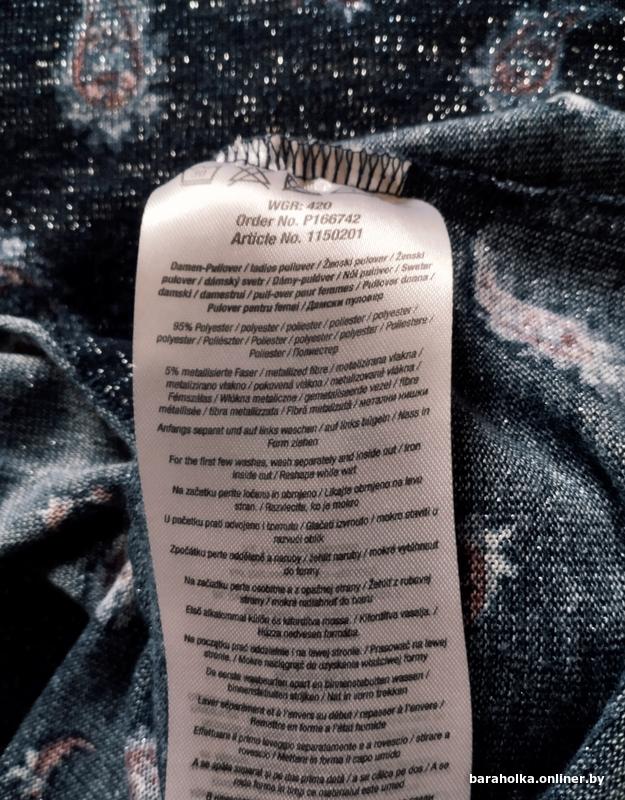 WGR: 420
Order No. P166742
Article No. 1150201
Damen-Pullover / ladies pullover / Ženski pulover / Ženski
pulover / dámský svetr / Dámy-pulóver / Női pulóver / Sweter
damski / damestrui / pull-over pour femmes / Pullover donna /
Pulover pentru femei / Дамски пуловер
95% Polyester / polyester / poliester / poliester / polyester /
polyester / Poliészter / Poliester / polyester / polyester / Poliestere /
Poliester / Полиестер
5% metallisierte Faser / metallized fibre / metalizirana vlakna /
metalizirano vlakno / pokovená vlákna / metalizované vlákna /
Fémszálas / Włókna metaliczne / gemetaliseerde vezel / fibre
métallisée / fibra metallizzata / Fibră metalizată / метални нишки
Anfangs separat und auf links waschen / auf links bügeln / Nass in
Form ziehen
For the first few washes, wash separately and inside out / Iron
inside out / Reshape while wet
Na začetku perite ločeno in obrnjeno / Likajte obrnjeno na levo
stran. / Razvlecite, ko je mokro
U početku prati odvojeno i izvrnuto / Glačati izvrnuto / mokro staviti u
razvući oblik
Zpočátku perte odděleně a naruby / žehlit naruby / mokré vytáhnout
do formy
Na začiatku perte osobitne a z opačnej strany / Žehliť z rubovej
strany / mokré natiahnuť do tvaru
Első alkalommal külön és kifordítva mossa. / Kifordítva vasalja. /
Húzza nedvesen formába.
Na początku prać oddzielnie i na lewej stronie. / Prasować na lewej
stronie. / Mokre naciągnąć do uzyskania właściwej formy
De eerste wasbeurten apart en binnenstebuiten wassen /
binnenstebuiten strijken / Nat in vorm trekken
Laver séparément et à l'envers au début / repasser à l'envers /
Remettre en forme à l'état humide
Effettuare il primo lavaggio separatamente e a rovescio / stirare a
rovescio / Mettere in forma il capo umido
A se spăla separat și pe dos prima dată / a se călca pe dos / A se
reda forma în timp ce materialul este umed
baraholka.onliner.by